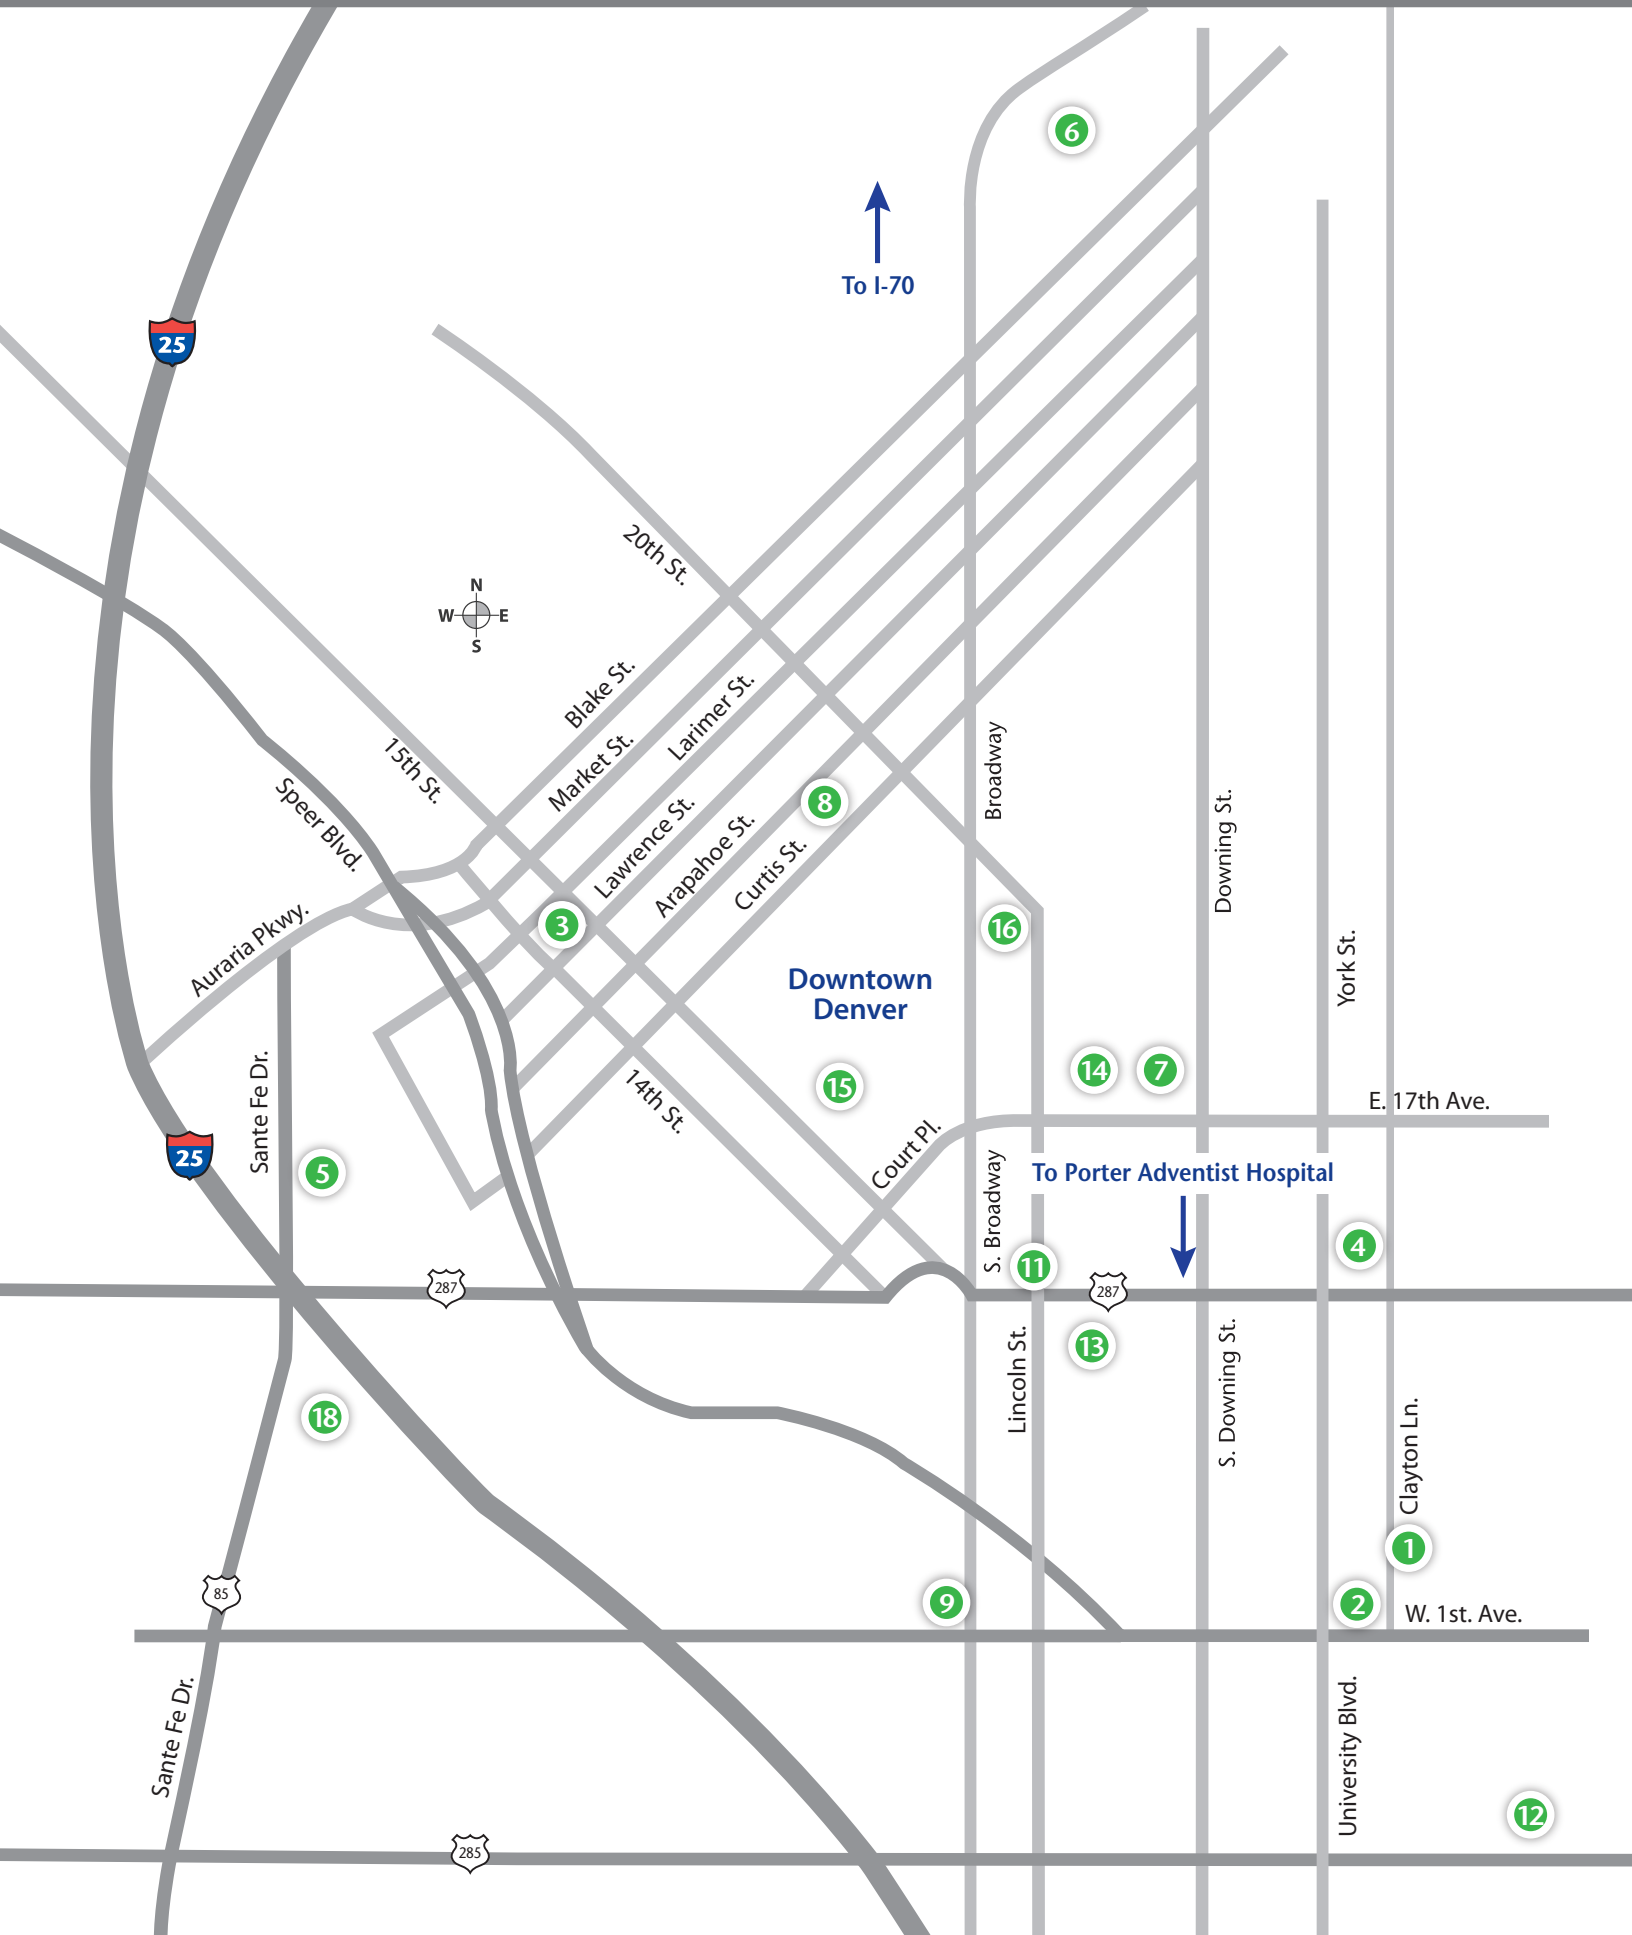 6
To I-70
25
20th St.
N
W
E
S
Blake St.
Larimer St.
Market St.
15th St.
Broadway
Speer Blvd.
Lawrence St.
8
Arapahoe St.
Curtis St.
Downing St.
3
16
Auraria Pkwy.
York St.
Downtown
Denver
Sante Fe Dr.
14th St.
15
14
7
E. 17th Ave.
25
5
Court Pl.
S. Broadway
To Porter Adventist Hospital
4
11
287
287
13
Lincoln St.
S. Downing St.
18
Clayton Ln.
1
85
9
2
W. 1st. Ave.
Sante Fe Dr.
University Blvd.
12
285